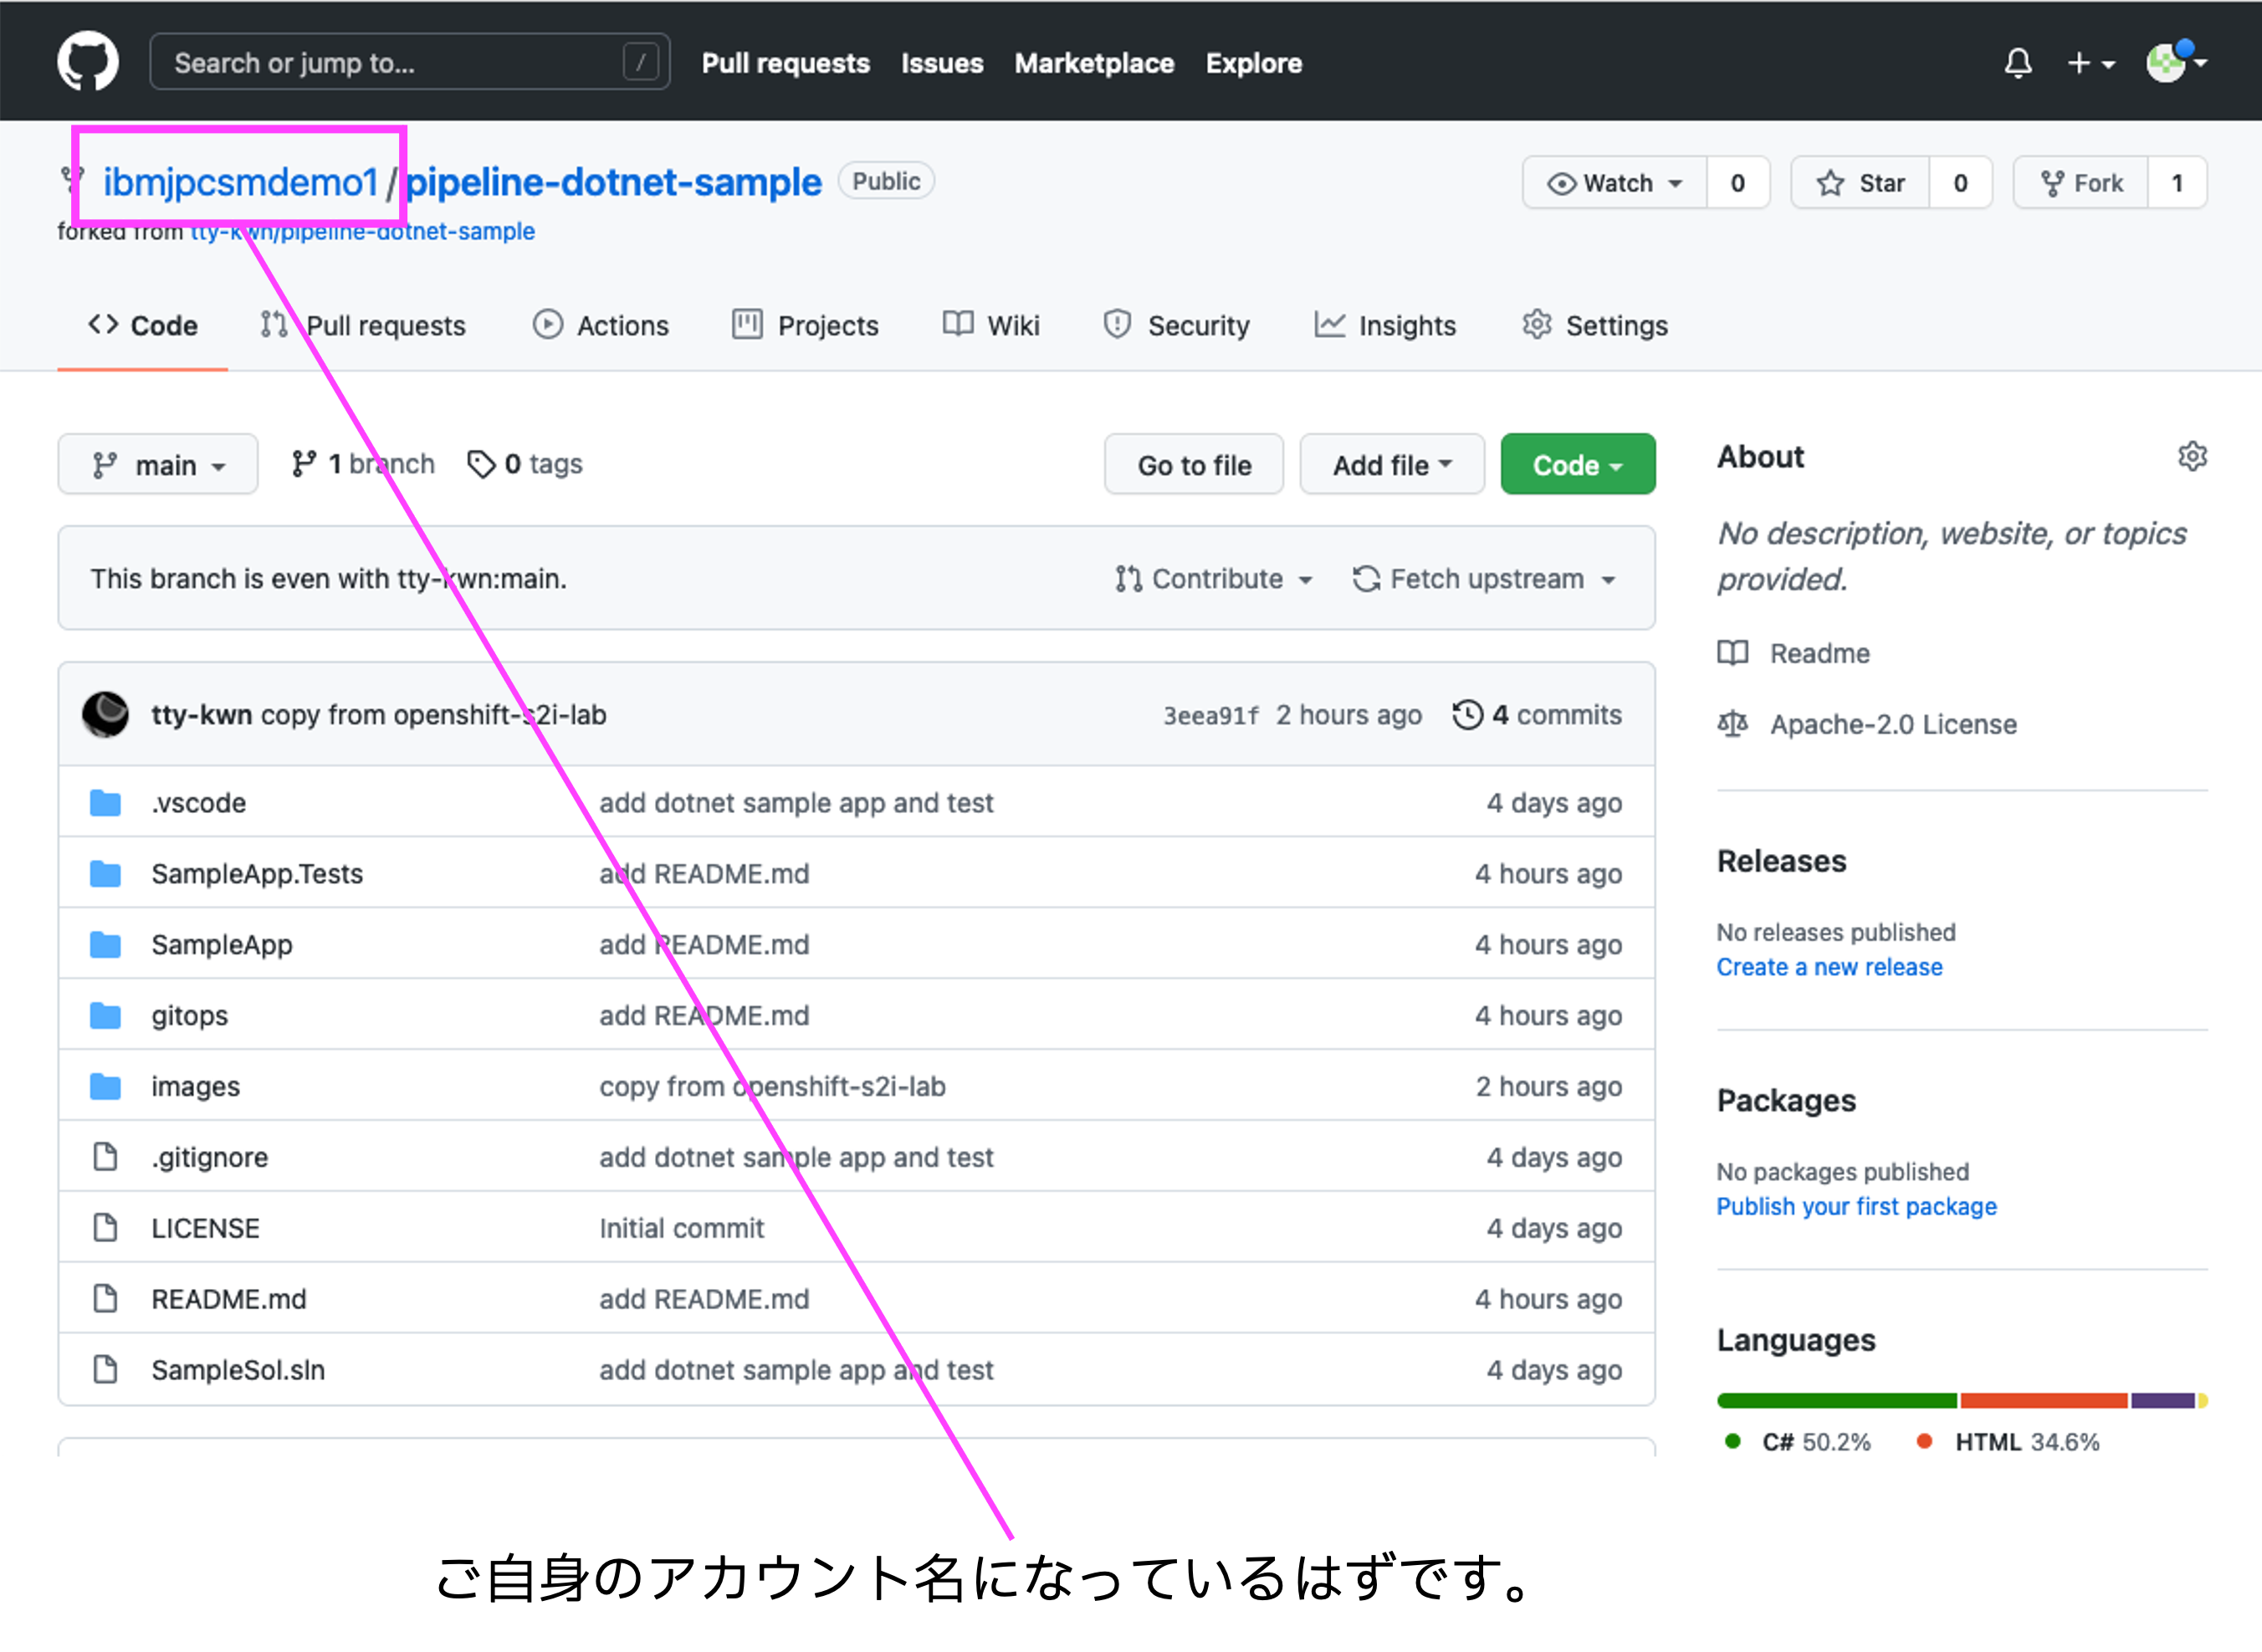 Search or jump to... / Pull requests Issues Marketplace Explore
ibmjpcsmdemo1 / pipeline-dotnet-sample Public Watch 0 Star 0 Fork 1
forked from tty-kwn/pipeline-dotnet-sample
Code Pull requests Actions Projects Wiki Security Insights Settings
main 1 branch 0 tags Go to file Add file Code
This branch is even with tty-kwn:main. Contribute Fetch upstream
tty-kwn copy from openshift-s2i-lab 3eea91f 2 hours ago 4 commits
.vscode add dotnet sample app and test 4 days ago
SampleApp.Tests add README.md 4 hours ago
SampleApp add README.md 4 hours ago
gitops add README.md 4 hours ago
images copy from openshift-s2i-lab 2 hours ago
.gitignore add dotnet sample app and test 4 days ago
LICENSE Initial commit 4 days ago
README.md add README.md 4 hours ago
SampleSol.sln add dotnet sample app and test 4 days ago
About
No description, website, or topics
provided.
Readme
Apache-2.0 License
Releases
No releases published
Create a new release
Packages
No packages published
Publish your first package
Languages
C# 50.2% HTML 34.6%
ご自身のアカウント名になっているはずです。